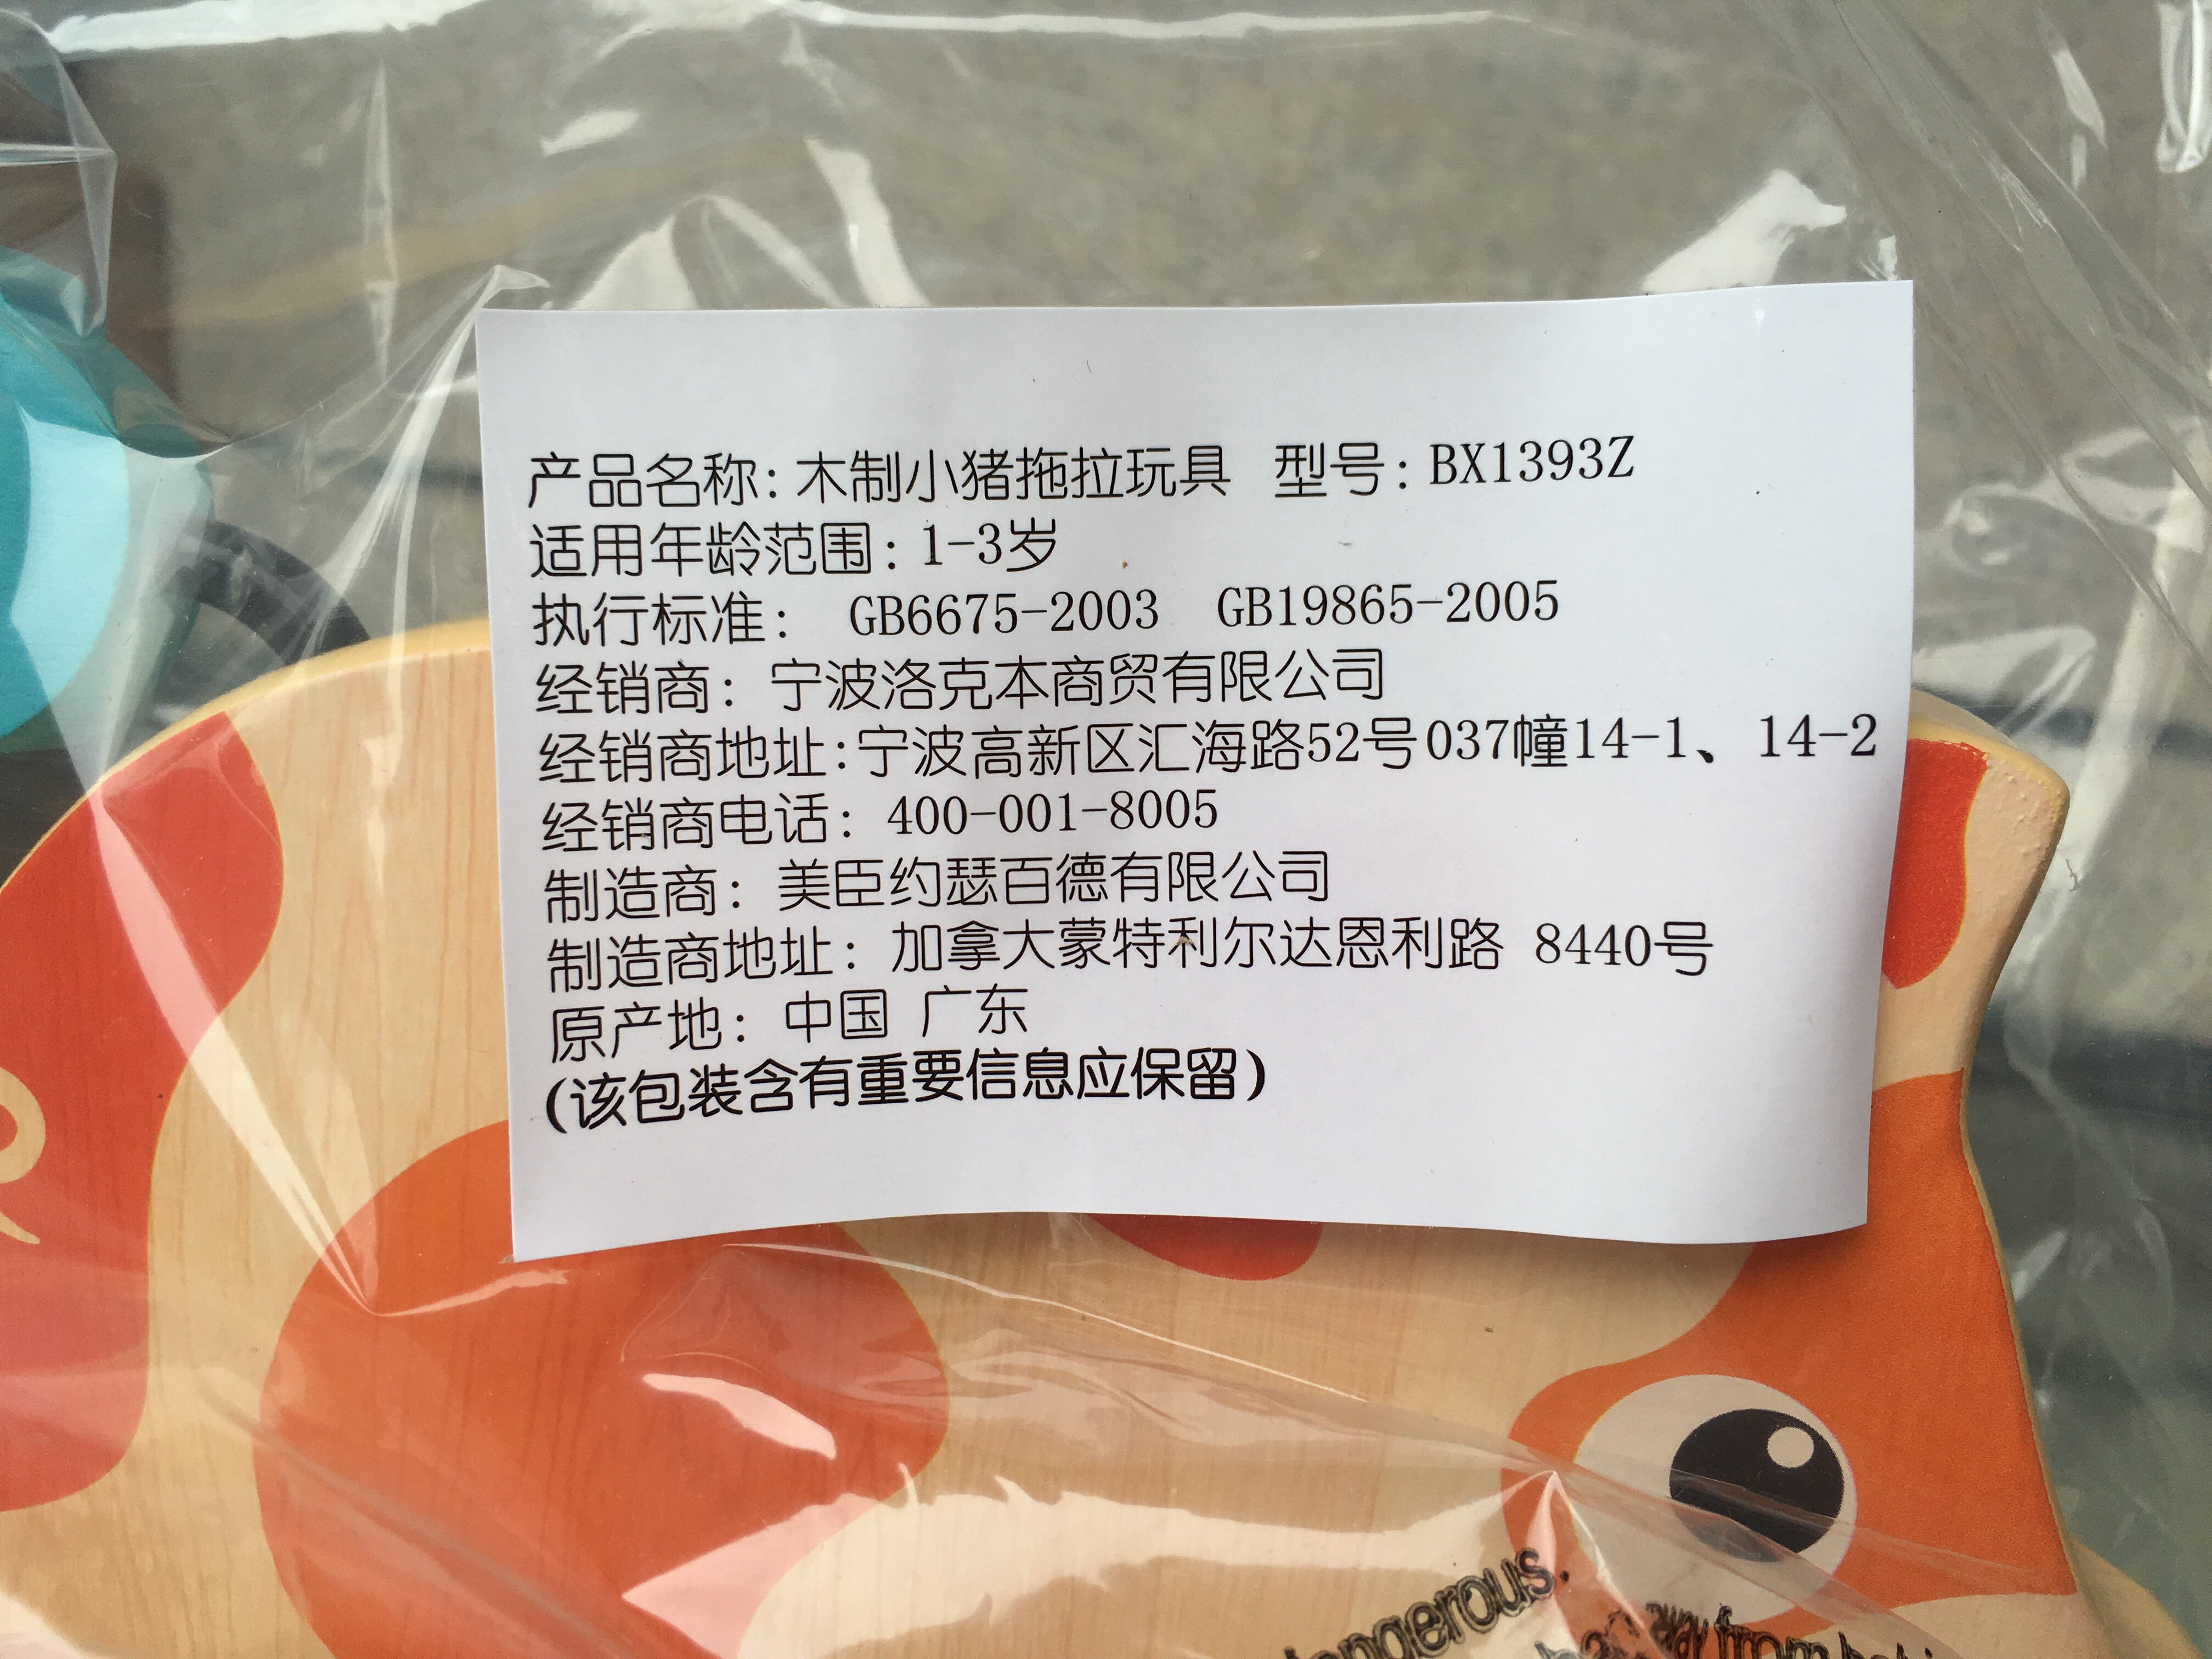 产品名称: 木制小猪拖拉玩具 型号: BX1393Z
适用年龄范围: 1-3岁
执行标准: GB6675-2003 GB19865-2005
经销商: 宁波洛克本商贸有限公司
经销商地址:宁波高新区汇海路52号037幢14-1、14-2
经销商电话: 400-001-8005
制造商: 美臣约瑟百德有限公司
制造商地址: 加拿大蒙特利尔达恩利路 8440号
原产地: 中国 广东
(该包装含有重要信息应保留)
angerous.
away from